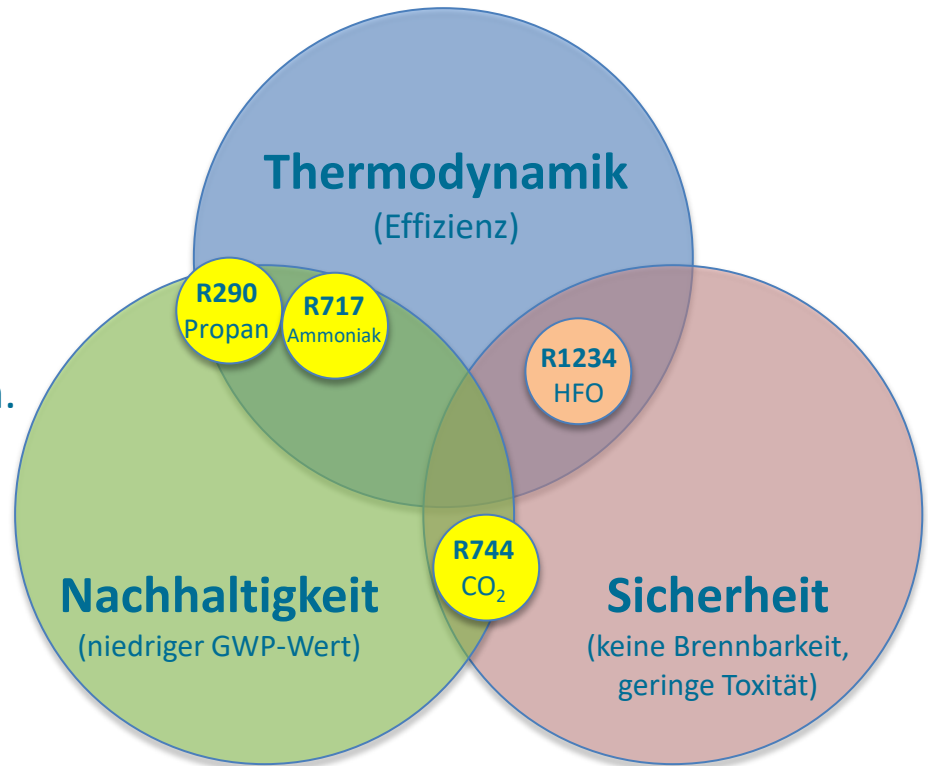 Thermodynamik
(Effizienz)
R290
Propan
R717
Ammoniak
R1234
HFO
R744
CO₂
Nachhaltigkeit
(niedriger GWP-Wert)
Sicherheit
(keine Brennbarkeit,
geringe Toxität)